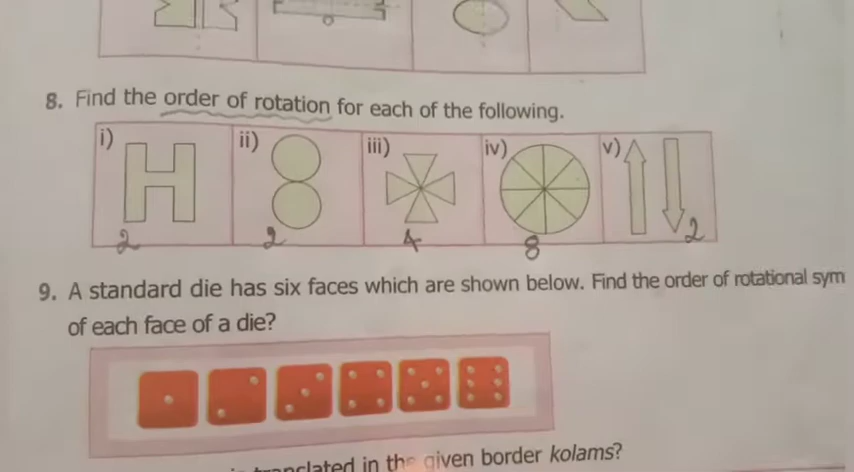 8. Find the order of rotation for each of the following.
i) ii) iii) iv) v)
2 2 4 8 2
9. A standard die has six faces which are shown below. Find the order of rotational sym
of each face of a die?
translated in the given border kolams?